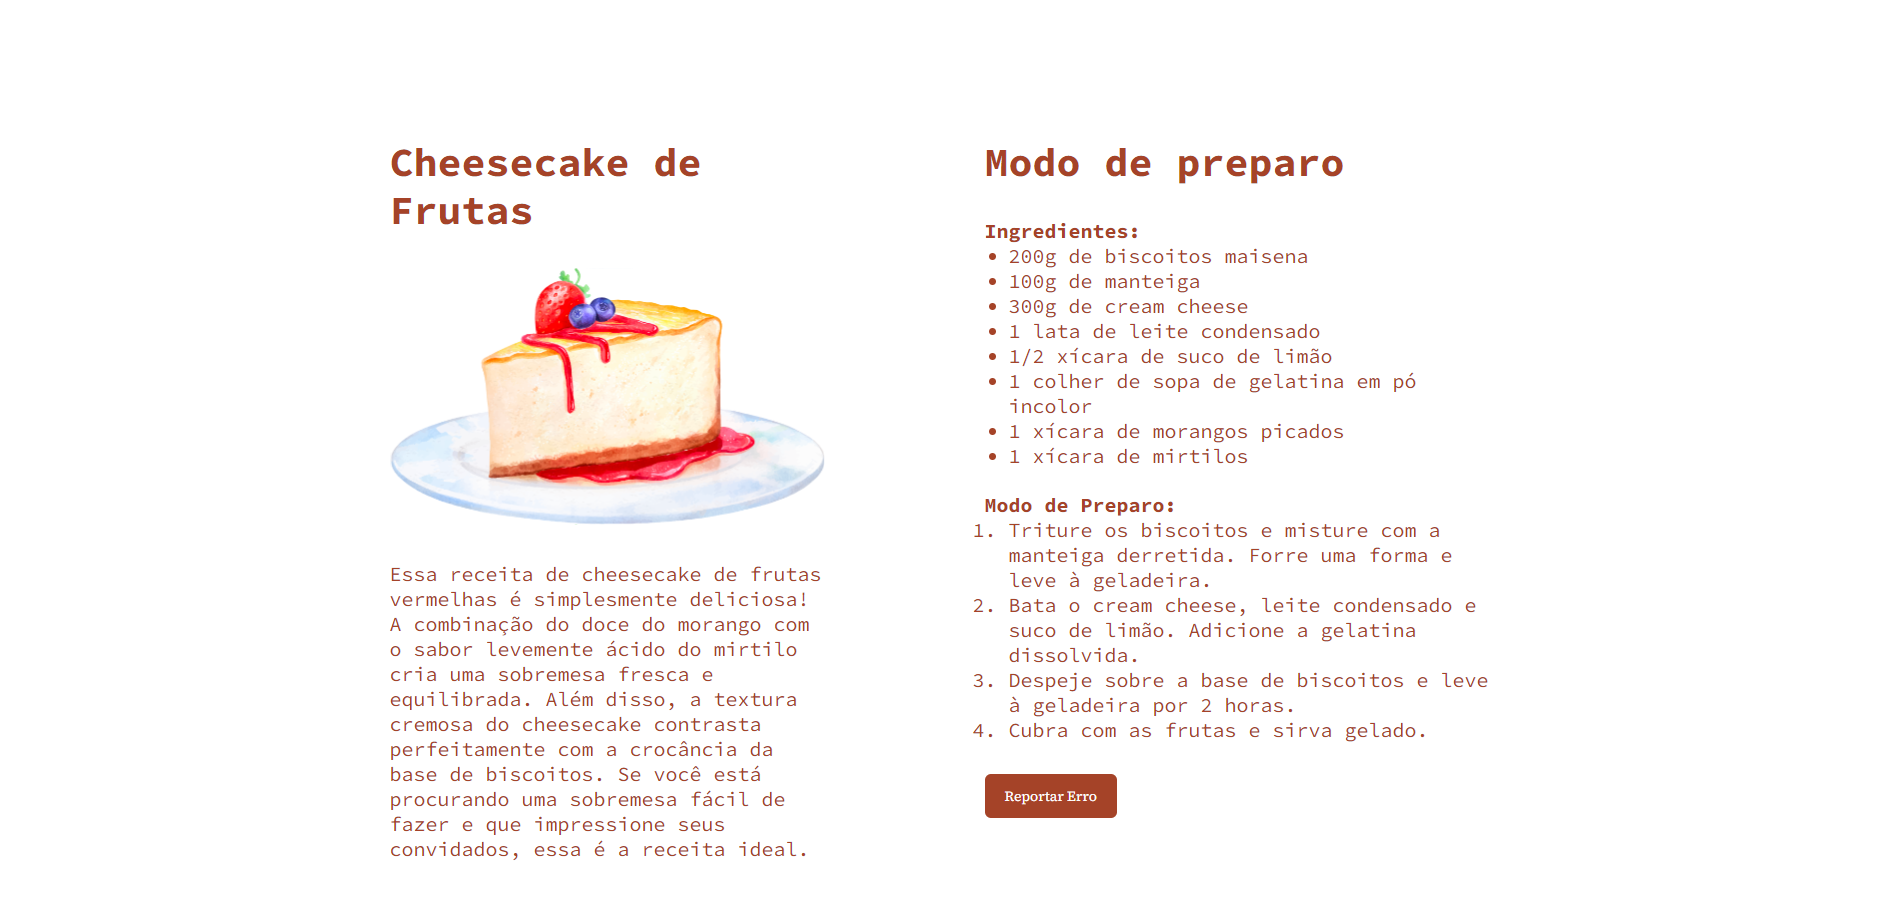 Cheesecake de
Frutas
Essa receita de cheesecake de frutas
vermelhas é simplesmente deliciosa!
A combinação do doce do morango com
o sabor levemente ácido do mirtilo
cria uma sobremesa fresca e
equilibrada. Além disso, a textura
cremosa do cheesecake contrasta
perfeitamente com a crocância da
base de biscoitos. Se você está
procurando uma sobremesa fácil de
fazer e que impressione seus
convidados, essa é a receita ideal.
Modo de preparo
Ingredientes:
• 200g de biscoitos maisena
• 100g de manteiga
• 300g de cream cheese
• 1 lata de leite condensado
• 1/2 xícara de suco de limão
• 1 colher de sopa de gelatina em pó
incolor
• 1 xícara de morangos picados
• 1 xícara de mirtilos
Modo de Preparo:
1. Triture os biscoitos e misture com a
manteiga derretida. Forre uma forma e
leve à geladeira.
2. Bata o cream cheese, leite condensado e
suco de limão. Adicione a gelatina
dissolvida.
3. Despeje sobre a base de biscoitos e leve
à geladeira por 2 horas.
4. Cubra com as frutas e sirva gelado.
Reportar Erro